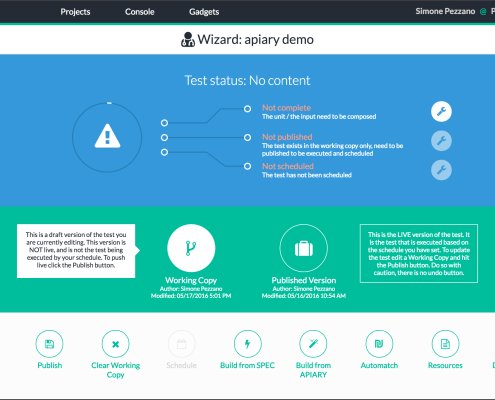 Projects Console Gadgets Simone Pezzano @ P
Wizard: apiary demo
Test status: No content
Not complete
The unit / the input need to be composed
Not published
The test exists in the working copy only, need to be
published to be executed and scheduled
Not scheduled
The test has not been scheduled
This is a draft version of the test you
are currently editing. This version is
NOT live, and is not the test being
executed by your schedule. To push
live click the Publish button.
Working Copy
Author: Simone Pezzano
Modified: 05/17/2016 5:01 PM
Published Version
Author: Simone Pezzano
Modified: 05/16/2016 10:54 AM
This is the LIVE version of the test. It
is the test that is executed based on
the schedule you have set. To update
the test edit a Working Copy and hit
the Publish button. Do so with
caution, there is no undo button.
Publish
Clear Working
Copy
Schedule
Build from SPEC
Build from
APIARY
Automatch
Resources
D